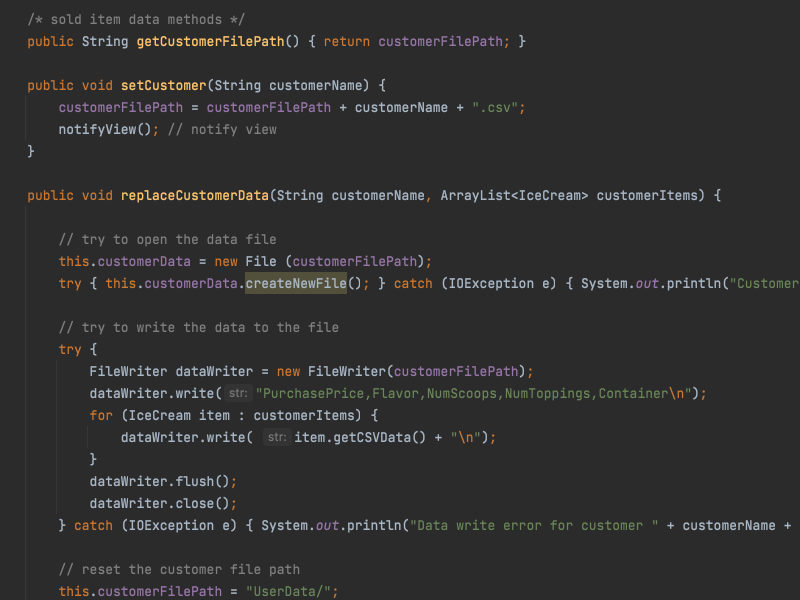 /* sold item data methods */
public String getCustomerFilePath() { return customerFilePath; }
public void setCustomer(String customerName) {
customerFilePath = customerFilePath + customerName + ".csv";
notifyView(); // notify view
}
public void replaceCustomerData(String customerName, ArrayList<IceCream> customerItems) {
// try to open the data file
this.customerData = new File (customerFilePath);
try { this.customerData.createNewFile(); } catch (IOException e) { System.out.println("Customer
// try to write the data to the file
try {
FileWriter dataWriter = new FileWriter(customerFilePath);
dataWriter.write( str: "PurchasePrice,Flavor,NumScoops,NumToppings,Container\n");
for (IceCream item : customerItems) {
dataWriter.write( str: item.getCSVData() + "\n");
}
dataWriter.flush();
dataWriter.close();
} catch (IOException e) { System.out.println("Data write error for customer " + customerName +
// reset the customer file path
this.customerFilePath = "UserData/";